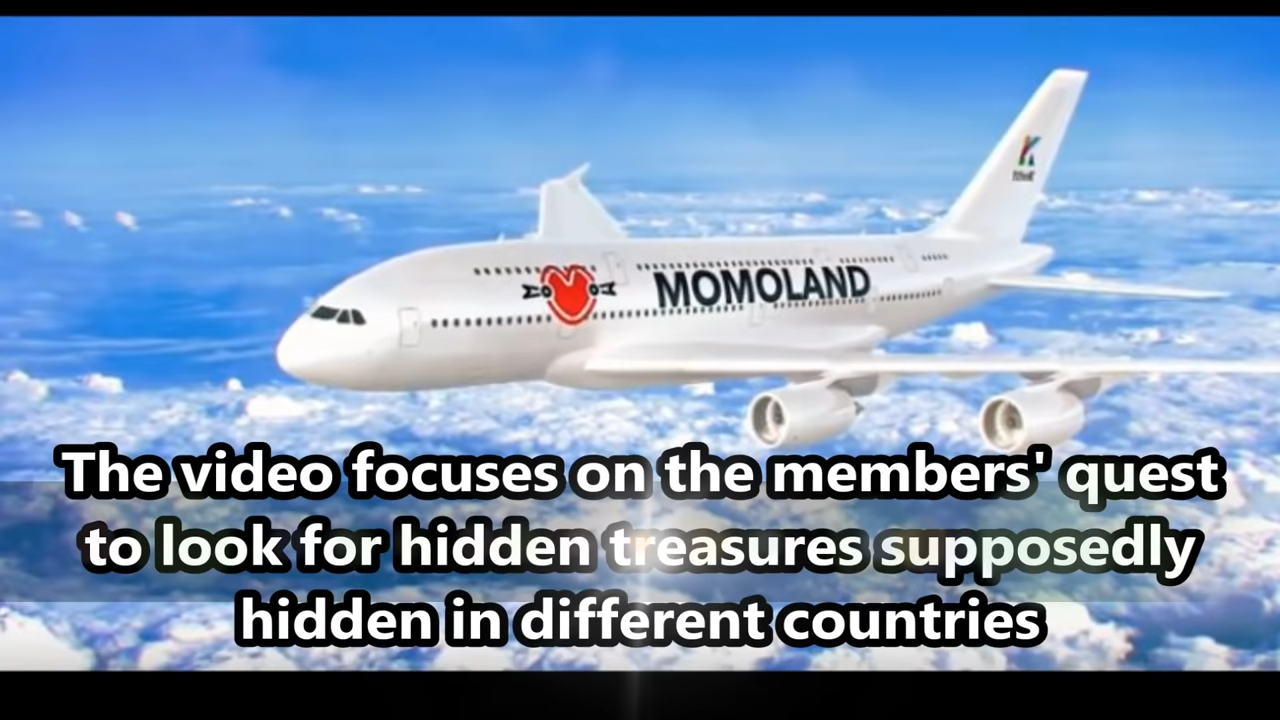 K
MOMOLAND
The video focuses on the members' quest
to look for hidden treasures supposedly
hidden in different countries